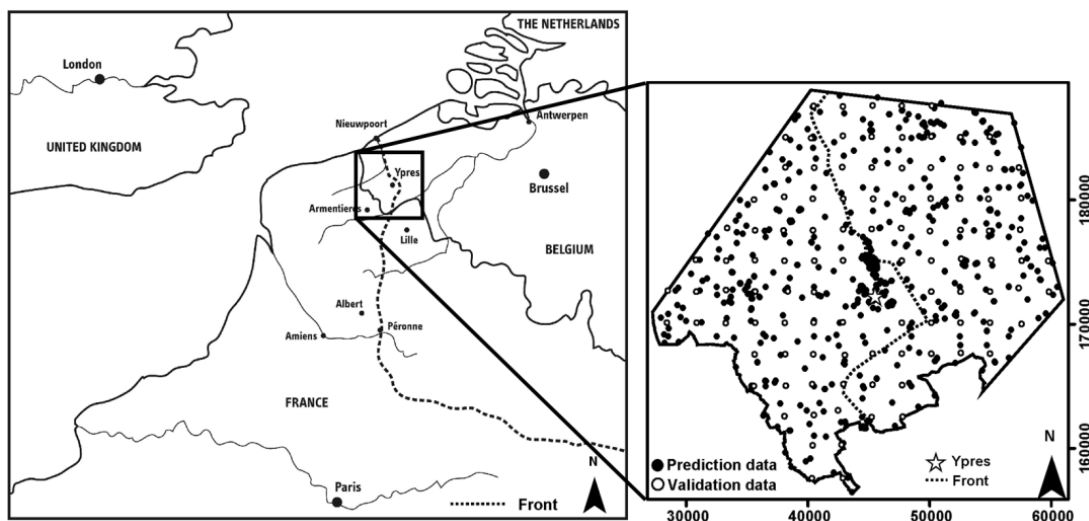 THE NETHERLANDS
London
Antwerpen
Nieuwpoort
UNITED KINGDOM
Ypres
Brussel
Armentieres
Lille
BELGIUM
Albert
Péronne
Amiens
FRANCE
N
Paris
Front
180000
170000
160000
N
Prediction data
Validation data
Ypres
Front
30000 40000 50000 60000